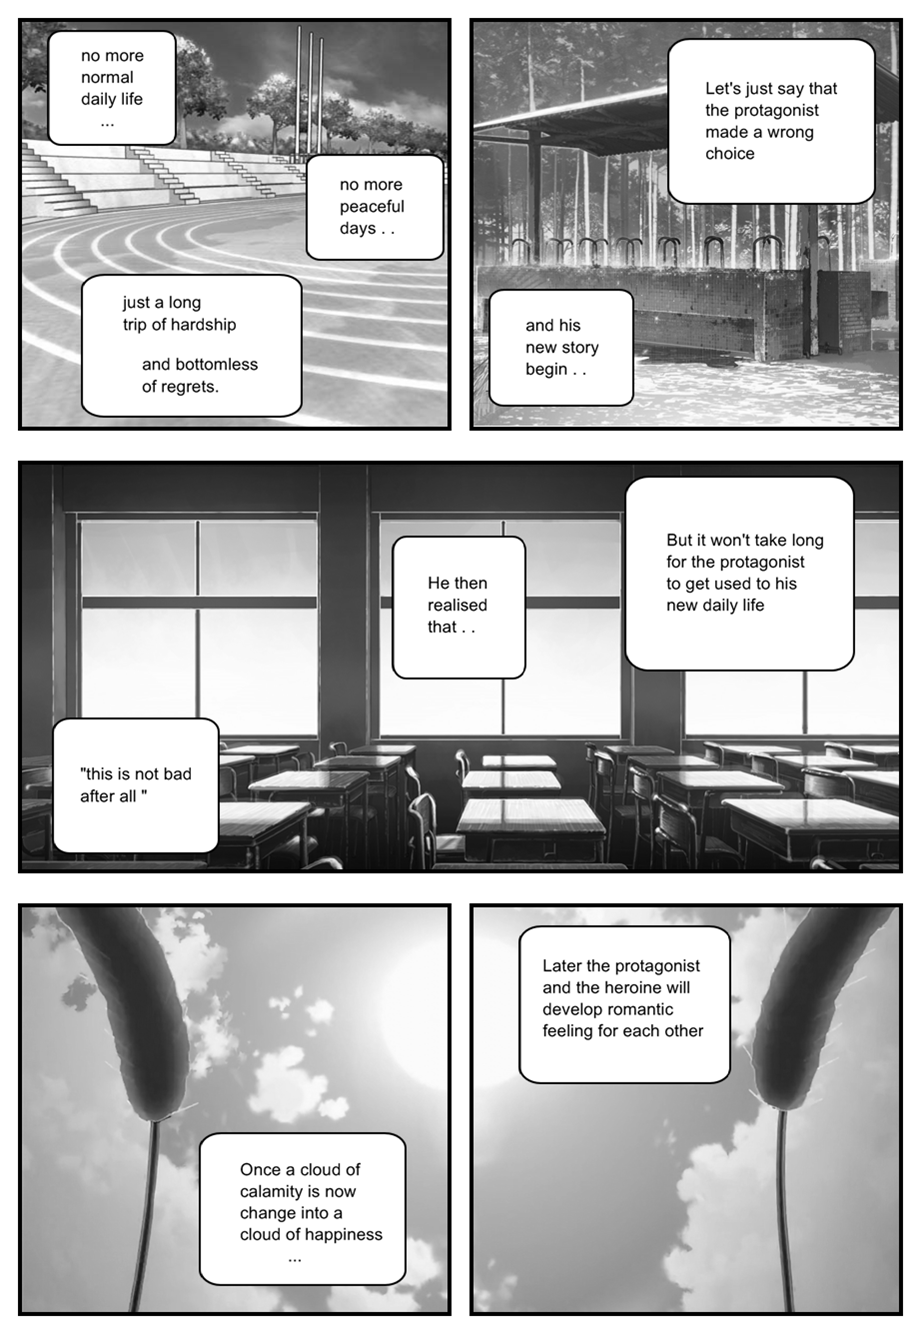 no more
normal
daily life
...
no more
peaceful
days . .
just a long
trip of hardship
and bottomless
of regrets.
Let's just say that
the protagonist
made a wrong
choice
and his
new story
begin . .
But it won't take long
for the protagonist
to get used to his
new daily life
He then
realised
that . .
"this is not bad
after all "
Once a cloud of
calamity is now
change into a
cloud of happiness
...
Later the protagonist
and the heroine will
develop romantic
feeling for each other